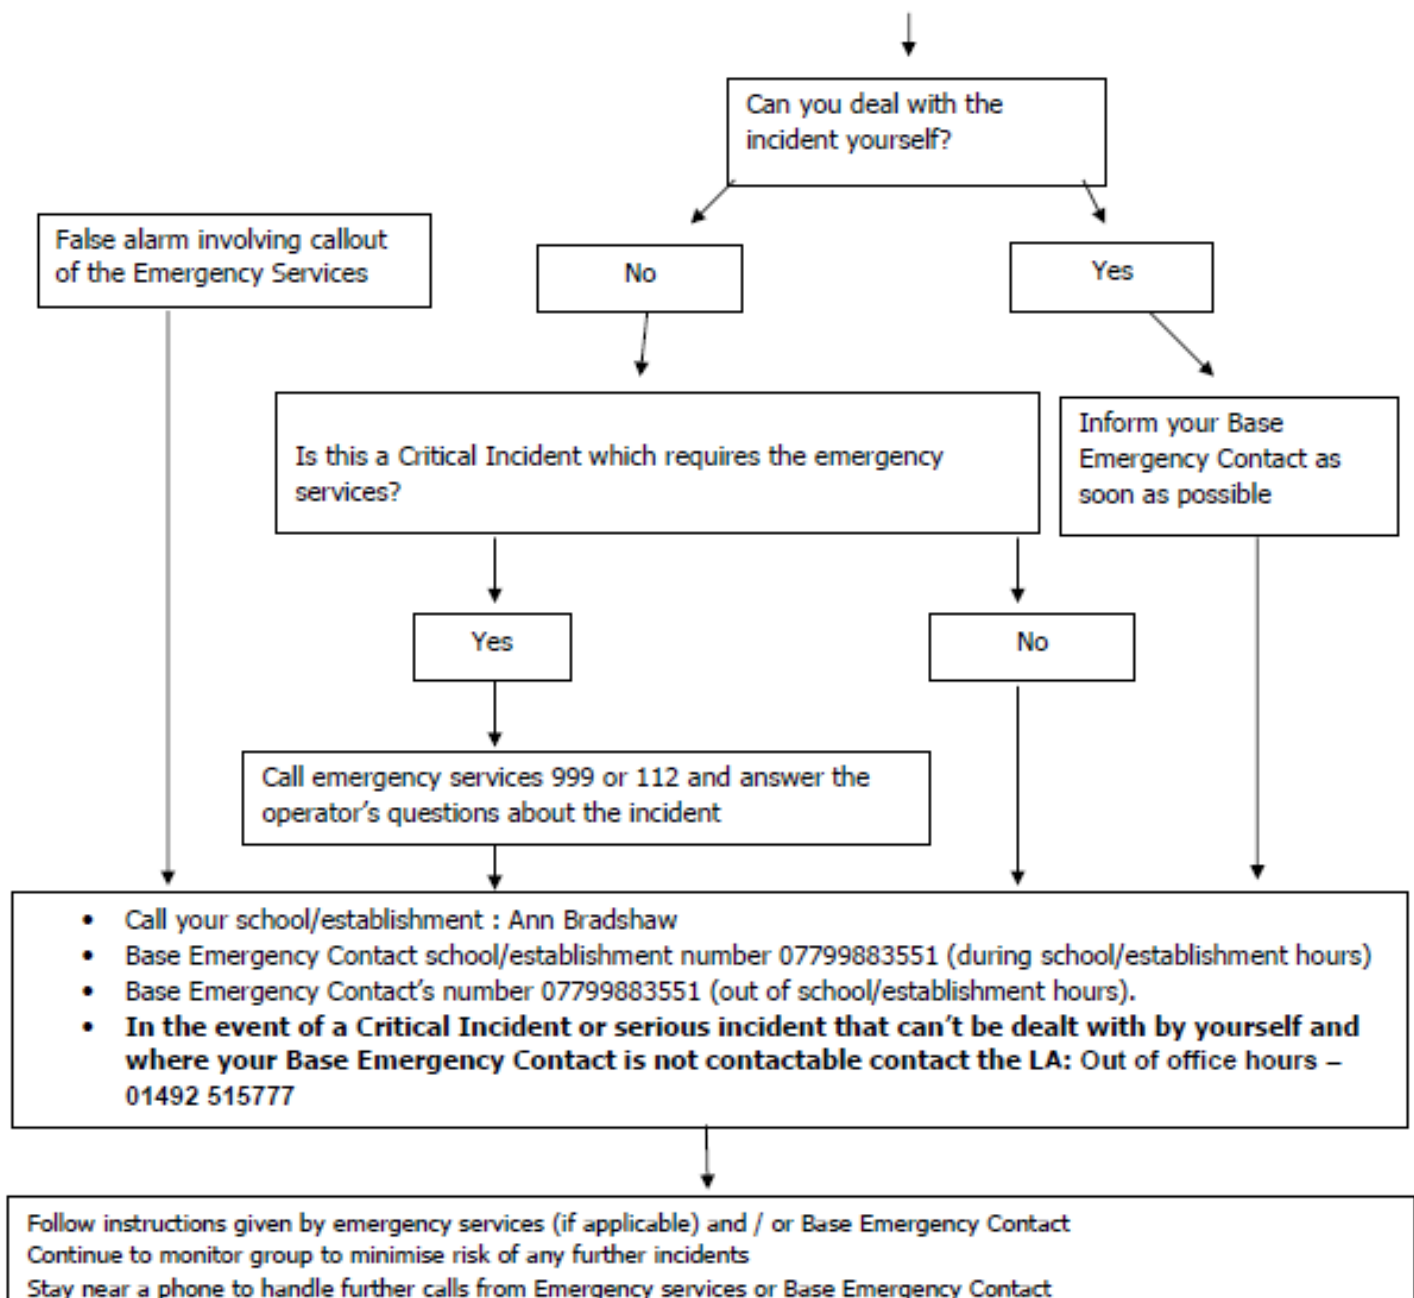 Can you deal with the
incident yourself?
False alarm involving callout
of the Emergency Services
No
Yes
Is this a Critical Incident which requires the emergency
services?
Inform your Base
Emergency Contact as
soon as possible
Yes
No
Call emergency services 999 or 112 and answer the
operator's questions about the incident
• Call your school/establishment : Ann Bradshaw
• Base Emergency Contact school/establishment number 07799883551 (during school/establishment hours)
• Base Emergency Contact's number 07799883551 (out of school/establishment hours).
• In the event of a Critical Incident or serious incident that can't be dealt with by yourself and
where your Base Emergency Contact is not contactable contact the LA: Out of office hours –
01492 515777
Follow instructions given by emergency services (if applicable) and / or Base Emergency Contact
Continue to monitor group to minimise risk of any further incidents
Stay near a phone to handle further calls from Emergency services or Base Emergency Contact